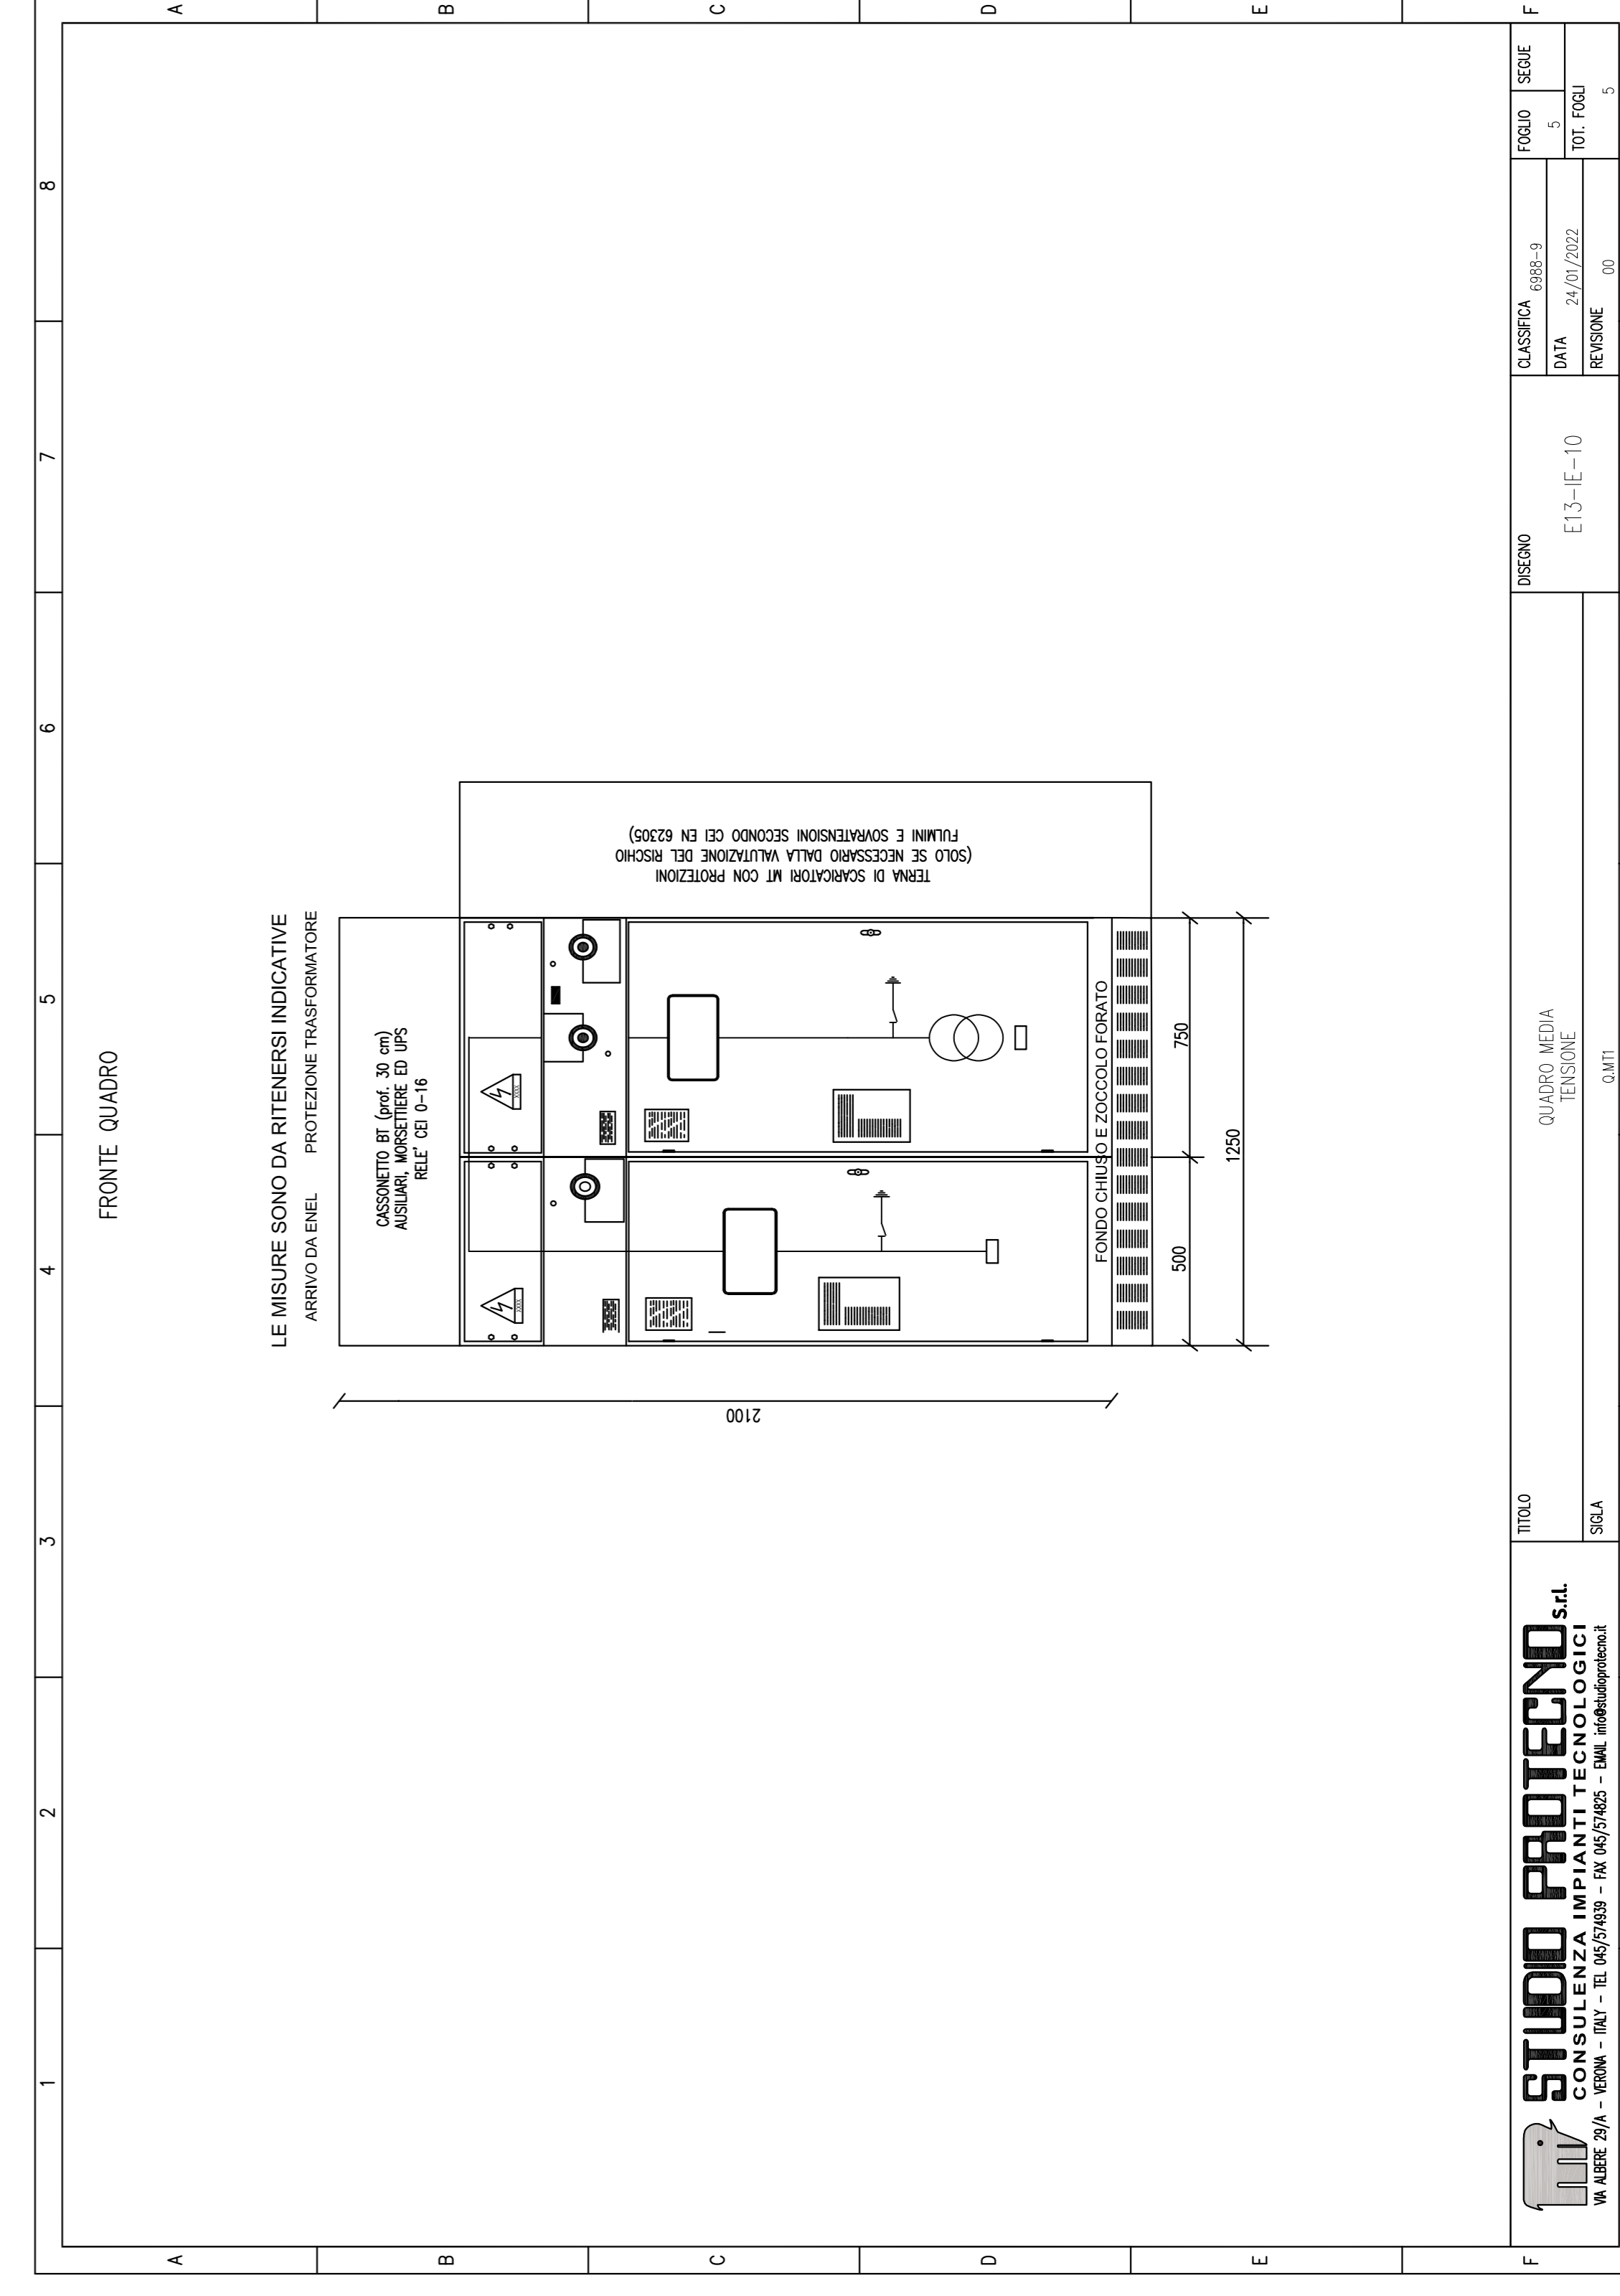 1 2 3 4 5 6 7 8
A
B
C
D
E
F
A
B
C
D
E
F
FRONTE QUADRO
LE MISURE SONO DA RITENERSI INDICATIVE
ARRIVO DA ENEL PROTEZIONE TRASFORMATORE
CASSONETTO BT (prof. 30 cm)
AUSILIARI, MORSETTIERE ED UPS
RELE' CEI 0-16
XXXX
XXXX
TERNA DI SCARICATORI MT CON PROTEZIONI
(SOLO SE NECESSARIO DALLA VALUTAZIONE DEL RISCHIO
FULMINI E SOVRATENSIONI SECONDO CEI EN 62305)
2100
FONDO CHIUSO E ZOCCOLO FORATO
500 750
1250
STUDIO PROTECNO s.r.l.
CONSULENZA IMPIANTI TECNOLOGICI
VIA ALBERE 29/A - VERONA - ITALY - TEL 045/574939 - FAX 045/574825 - EMAIL info@studioprotecno.it
TITOLO
QUADRO MEDIA
TENSIONE
SIGLA
Q.MT1
DISEGNO
E13-IE-10
CLASSIFICA
6988-9
DATA
24/01/2022
REVISIONE
00
FOGLIO
5
SEGUE
TOT. FOGLI
5